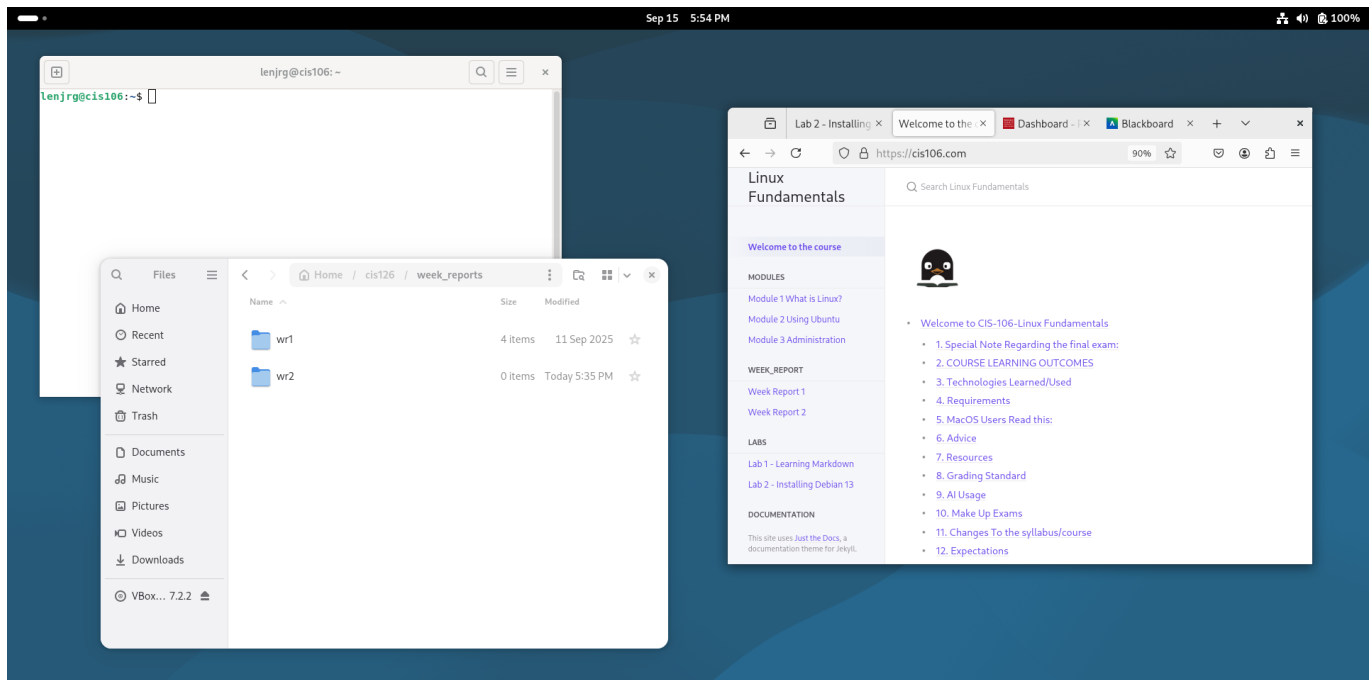 Sep 15 5:54 PM
100%
lenjrg@cis106: ~
lenjrg@cis106:~$
Files
Home / cis126 / week_reports
Home
Recent
Starred
Network
Trash
Documents
Music
Pictures
Videos
Downloads
VBox... 7.2.2
Name Size Modified
wr1 4 items 11 Sep 2025
wr2 0 items Today 5:35 PM
Lab 2 - Installing Welcome to the Dashboard - Blackboard
https://cis106.com 90%
Linux
Fundamentals
Search Linux Fundamentals
Welcome to the course
MODULES
Module 1 What is Linux?
Module 2 Using Ubuntu
Module 3 Administration
WEEK_REPORT
Week Report 1
Week Report 2
LABS
Lab 1 - Learning Markdown
Lab 2 - Installing Debian 13
DOCUMENTATION
This site uses Just the Docs, a
documentation theme for Jekyll.
• Welcome to CIS-106-Linux Fundamentals
• 1. Special Note Regarding the final exam:
• 2. COURSE LEARNING OUTCOMES
• 3. Technologies Learned/Used
• 4. Requirements
• 5. MacOS Users Read this:
• 6. Advice
• 7. Resources
• 8. Grading Standard
• 9. AI Usage
• 10. Make Up Exams
• 11. Changes To the syllabus/course
• 12. Expectations